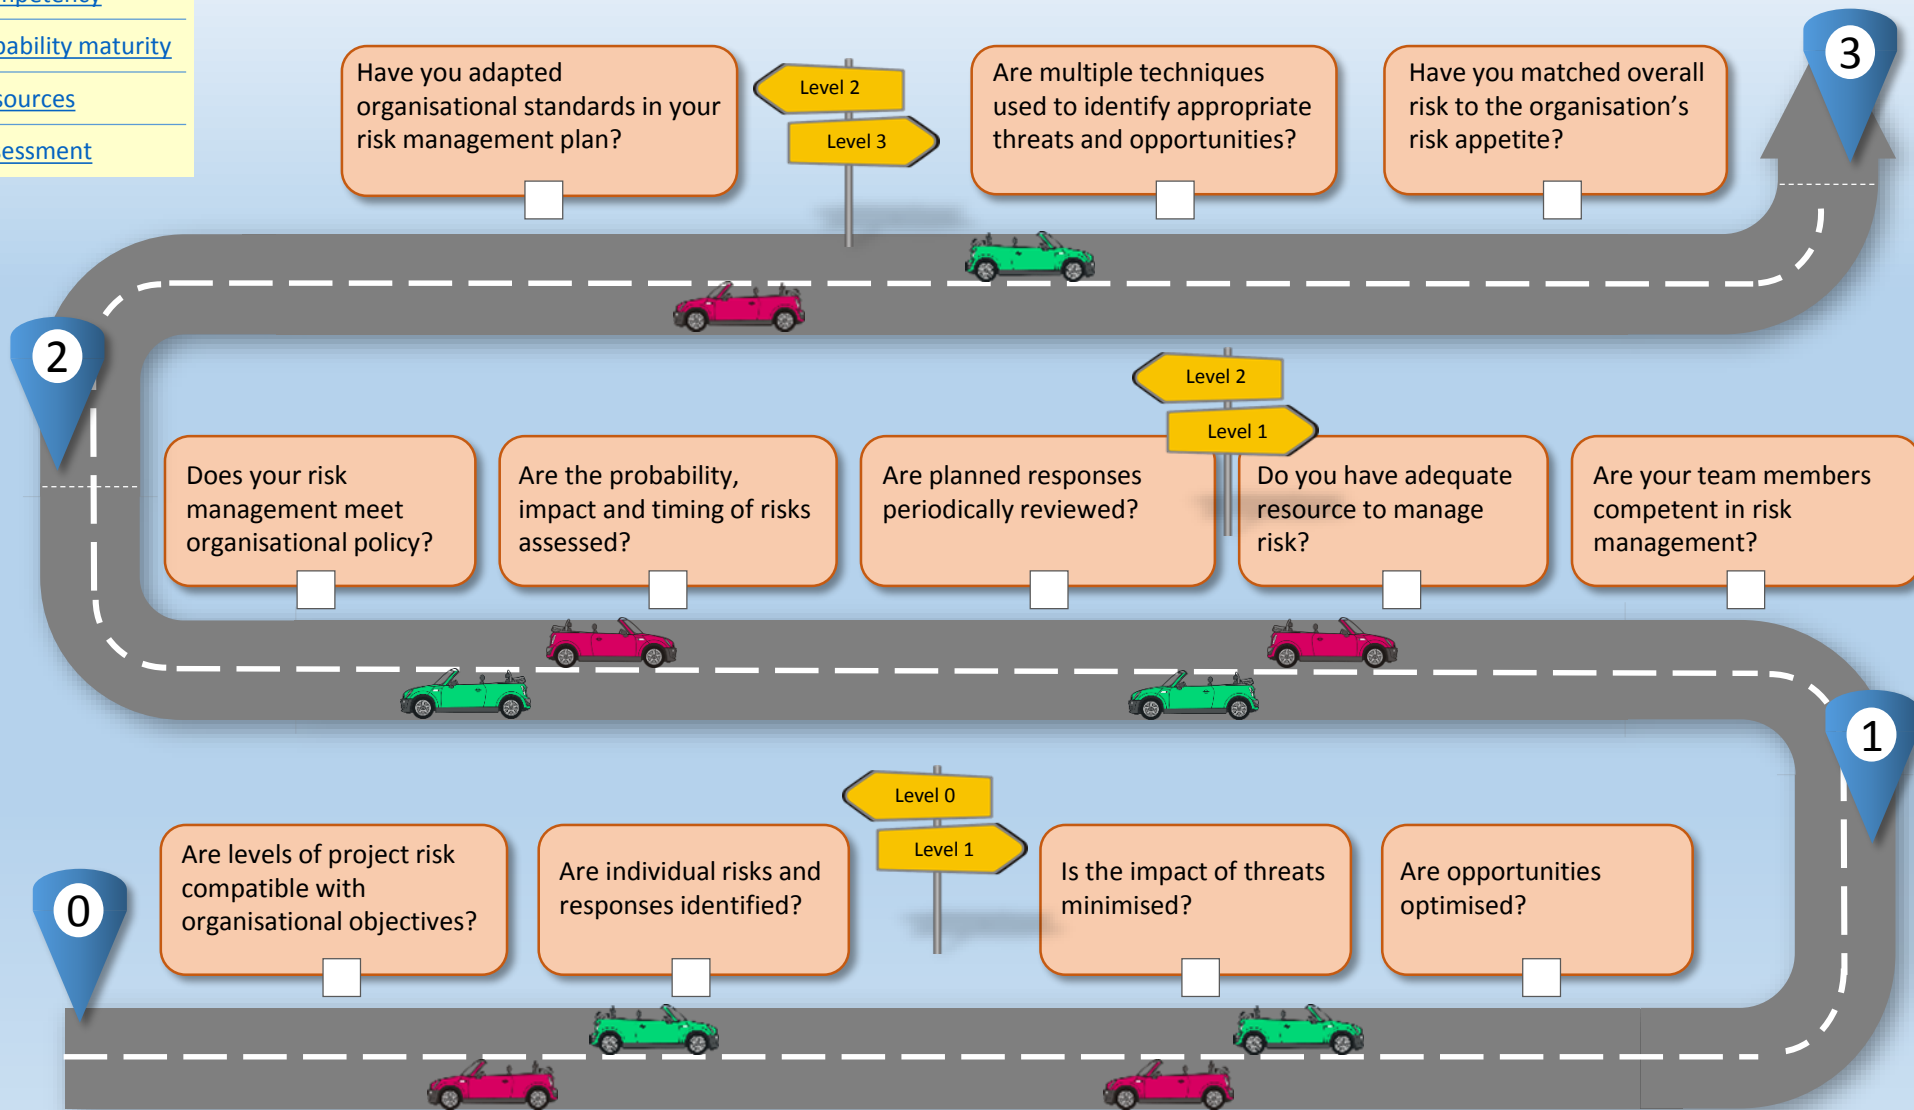 mpetency
pability maturity
sources
sessment
Have you adapted
organisational standards in your
risk management plan?
Level 2
Level 3
Are multiple techniques
used to identify appropriate
threats and opportunities?
Have you matched overall
risk to the organisation's
risk appetite?
3
2
Does your risk
management meet
organisational policy?
Are the probability,
impact and timing of risks
assessed?
Are planned responses
periodically reviewed?
Level 2
Level 1
Do you have adequate
resource to manage
risk?
Are your team members
competent in risk
management?
1
0
Are levels of project risk
compatible with
organisational objectives?
Are individual risks and
responses identified?
Level 0
Level 1
Is the impact of threats
minimised?
Are opportunities
optimised?